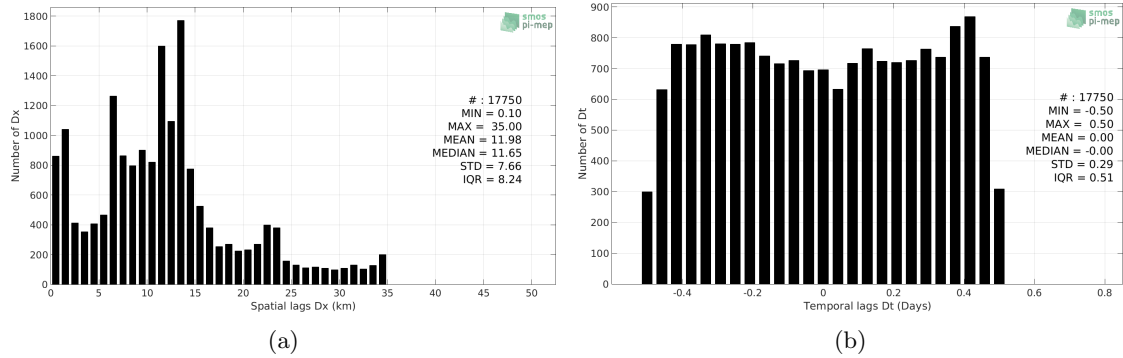 smos
pi-mep
1800
1600
1400
1200
1000
800
600
400
200
0
Number of Dx
# : 17750
MIN = 0.10
MAX = 35.00
MEAN = 11.98
MEDIAN = 11.65
STD = 7.66
IQR = 8.24
0 5 10 15 20 25 30 35 40 45 50
Spatial lags Dx (km)
(a)
smos
pi-mep
900
800
700
600
500
400
300
200
100
0
Number of Dt
# : 17750
MIN = -0.50
MAX = 0.50
MEAN = 0.00
MEDIAN = -0.00
STD = 0.29
IQR = 0.51
-0.4 -0.2 0 0.2 0.4 0.6 0.8
Temporal lags Dt (Days)
(b)